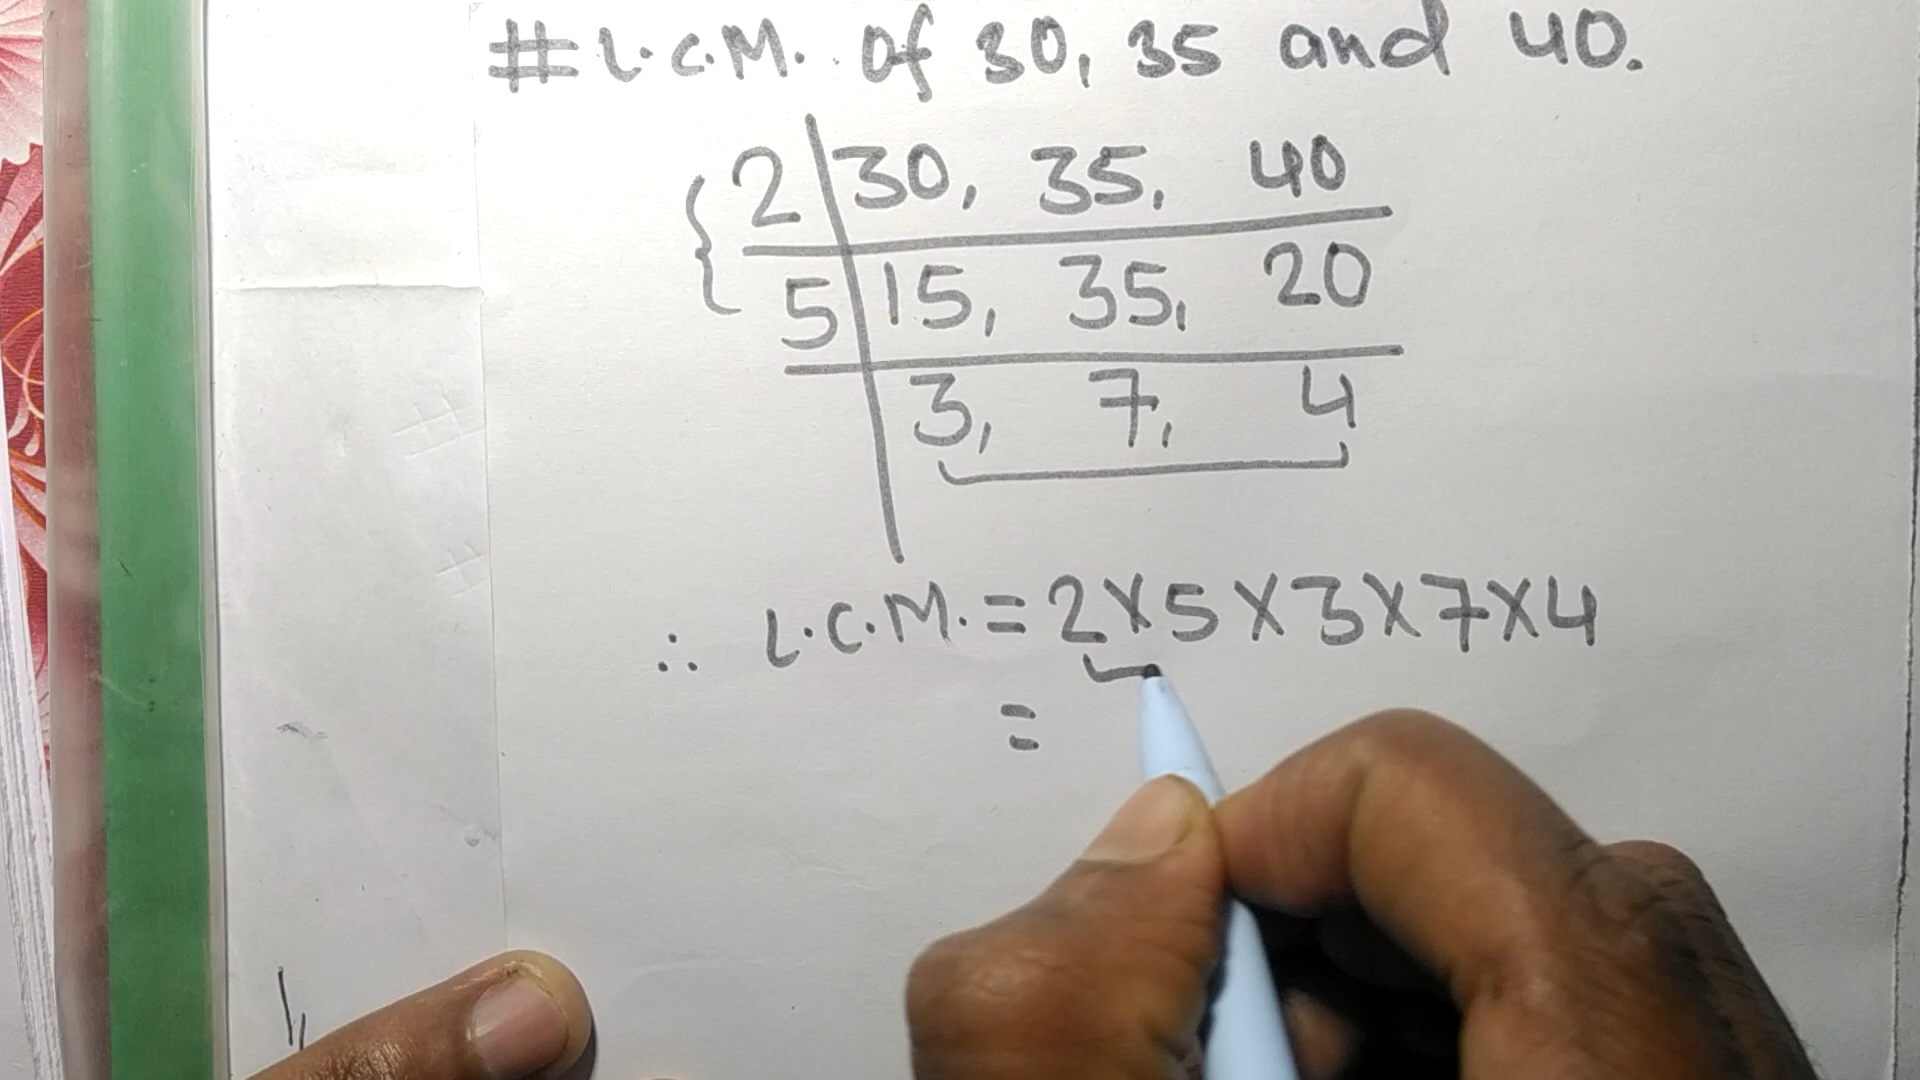 # L.C.M. of 30, 35 and 40.
2 30, 35, 40
5 15, 35, 20
3, 7, 4
∴ L.C.M. = 2×5×3×7×4
=